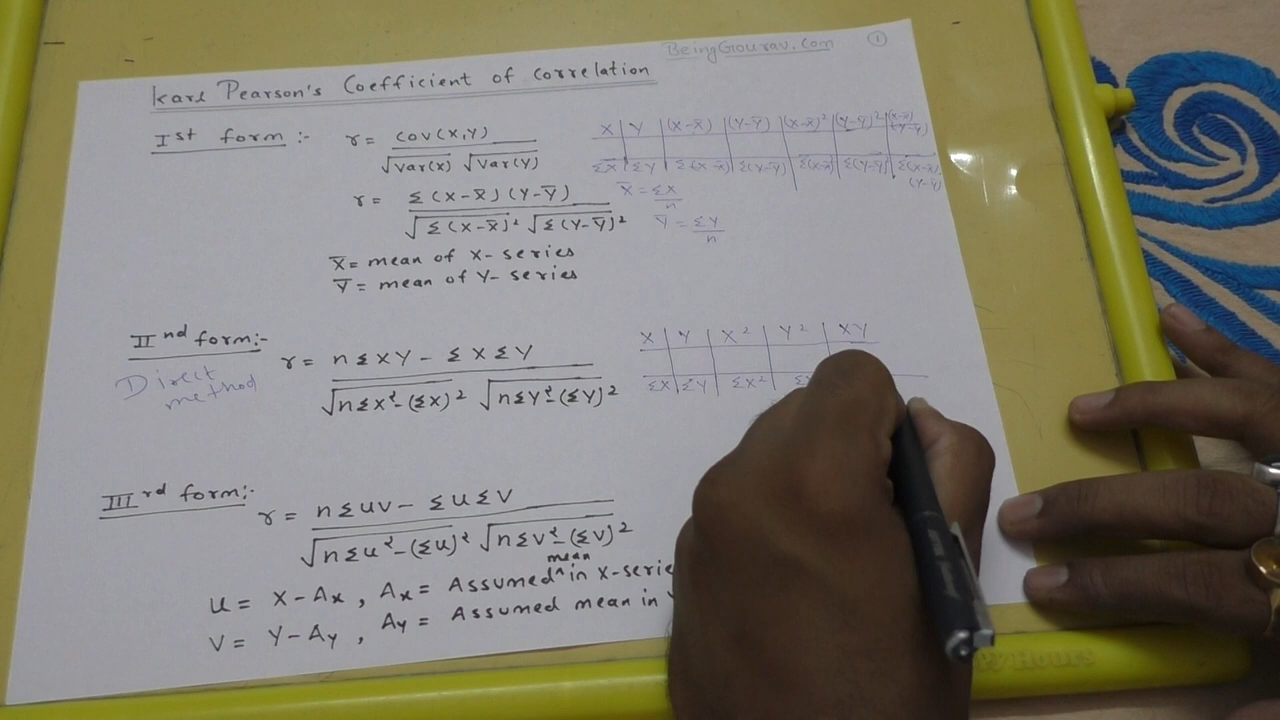 BeingGourav.com ①
Karl Pearson's Coefficient of Correlation
Ist form :- r = COV(X,Y) / √Var(X) √Var(Y)
r = Σ(X-X̄)(Y-Ȳ) / √Σ(X-X̄)² √Σ(Y-Ȳ)²
X̄ = mean of X-series
Ȳ = mean of Y-series
X Y (X-X̄) (Y-Ȳ) (X-X̄)² (Y-Ȳ)² (X-X̄)(Y-Ȳ)
ΣX ΣY Σ(X-X̄) Σ(Y-Ȳ) Σ(X-X̄) Σ(Y-Ȳ) Σ(X-X̄)(Y-Ȳ)
X̄ = ΣX / n
Ȳ = ΣY / n
IInd form:- r = nΣXY - ΣXΣY / √nΣX²-(ΣX)² √nΣY²-(ΣY)²
Direct
method
X Y X² Y² XY
ΣX ΣY ΣX²
IIIrd form:- r = nΣUV - ΣUΣV / √nΣU²-(ΣU)² √nΣV²-(ΣV)²
U = X-Ax , Ax = Assumed ^mean in X-serie
V = Y-Ay , Ay = Assumed mean in